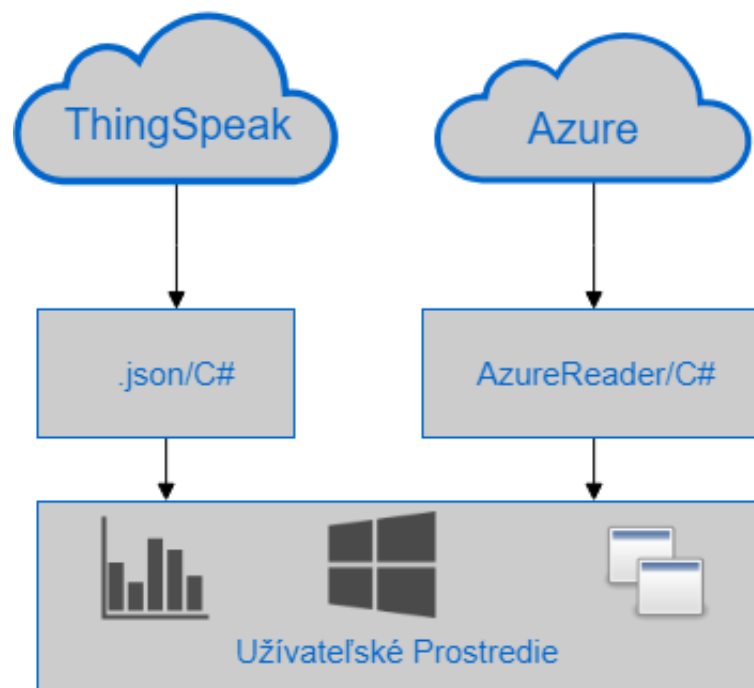 ThingSpeak
Azure
.json/C#
AzureReader/C#
Užívateľské Prostredie